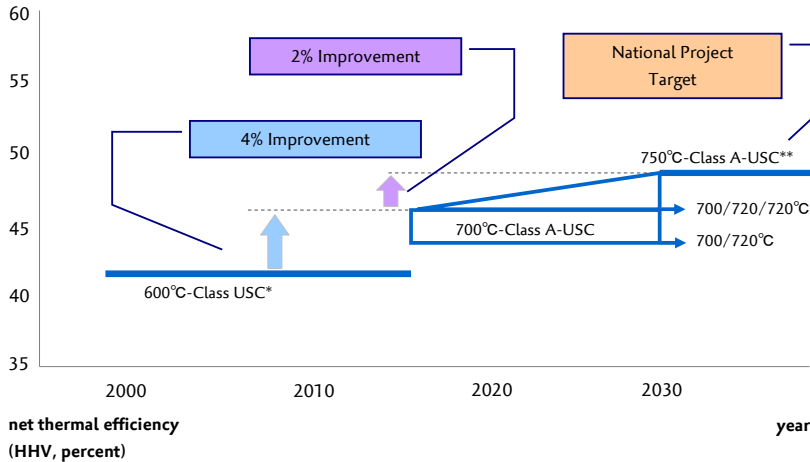 60
2% Improvement
National Project
Target
55
4% Improvement
50
750℃-Class A-USC**
700/720/720℃
45
700℃-Class A-USC
700/720℃
600℃-Class USC*
40
35
2000 2010 2020 2030
net thermal efficiency
(HHV, percent)
year